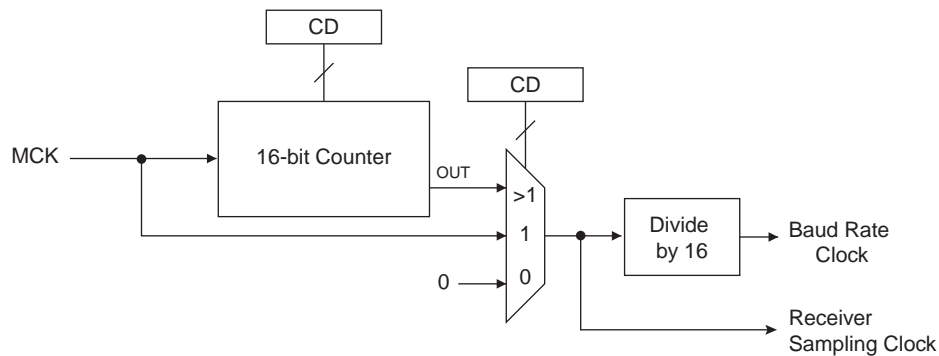 CD
CD
MCK
16-bit Counter
OUT
>1
1
0
0
Divide
by 16
Baud Rate
Clock
Receiver
Sampling Clock